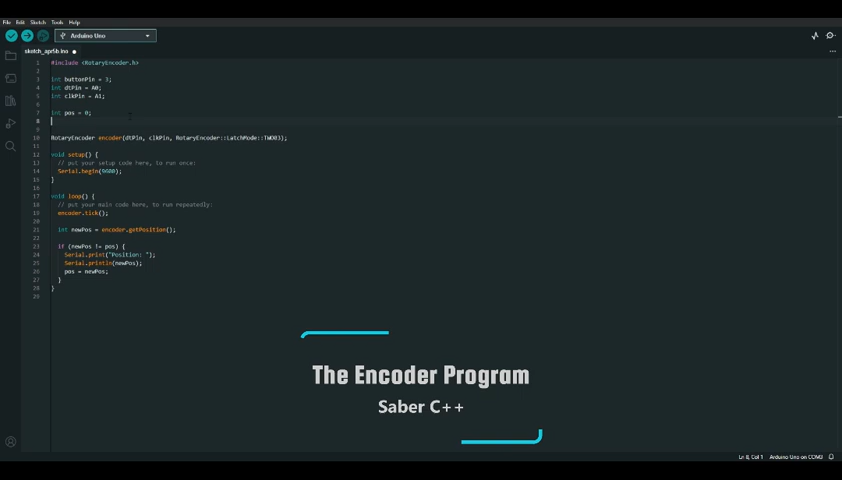 File Edit Sketch Tools Help
Arduino Uno
sketch_apr5b.ino
1 #include <RotaryEncoder.h>
2
3 int buttonPin = 3;
4 int dtPin = A0;
5 int clkPin = A1;
6
7 int pos = 0;
8
9
10 RotaryEncoder encoder(dtPin, clkPin, RotaryEncoder::LatchMode::TWO03);
11
12 void setup() {
13 // put your setup code here, to run once:
14 Serial.begin(9600);
15 }
16
17 void loop() {
18 // put your main code here, to run repeatedly:
19 encoder.tick();
20
21 int newPos = encoder.getPosition();
22
23 if (newPos != pos) {
24 Serial.print("Position: ");
25 Serial.println(newPos);
26 pos = newPos;
27 }
28 }
29
The Encoder Program
Saber C++
Ln 8, Col 1 Arduino Uno on COM3